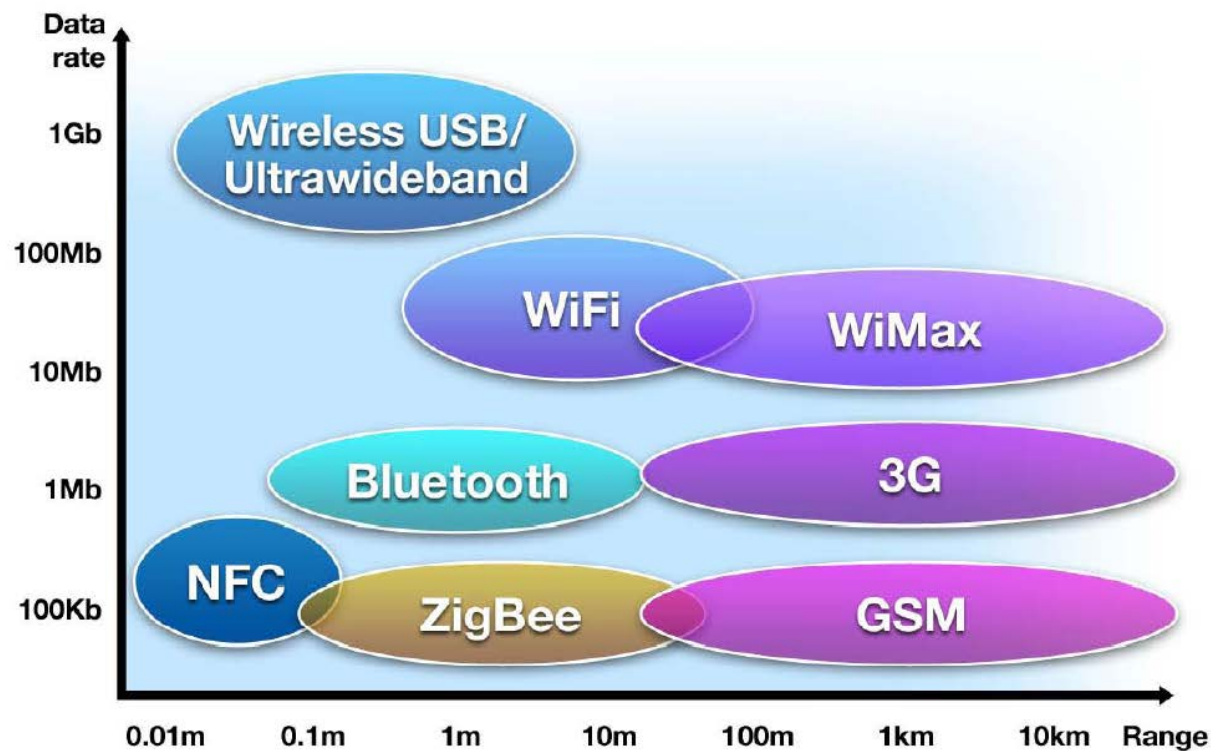 Data
rate
1Gb
100Mb
10Mb
1Mb
100Kb
Wireless USB/
Ultrawideband
WiFi
WiMax
Bluetooth
3G
NFC
ZigBee
GSM
0.01m 0.1m 1m 10m 100m 1km 10km Range